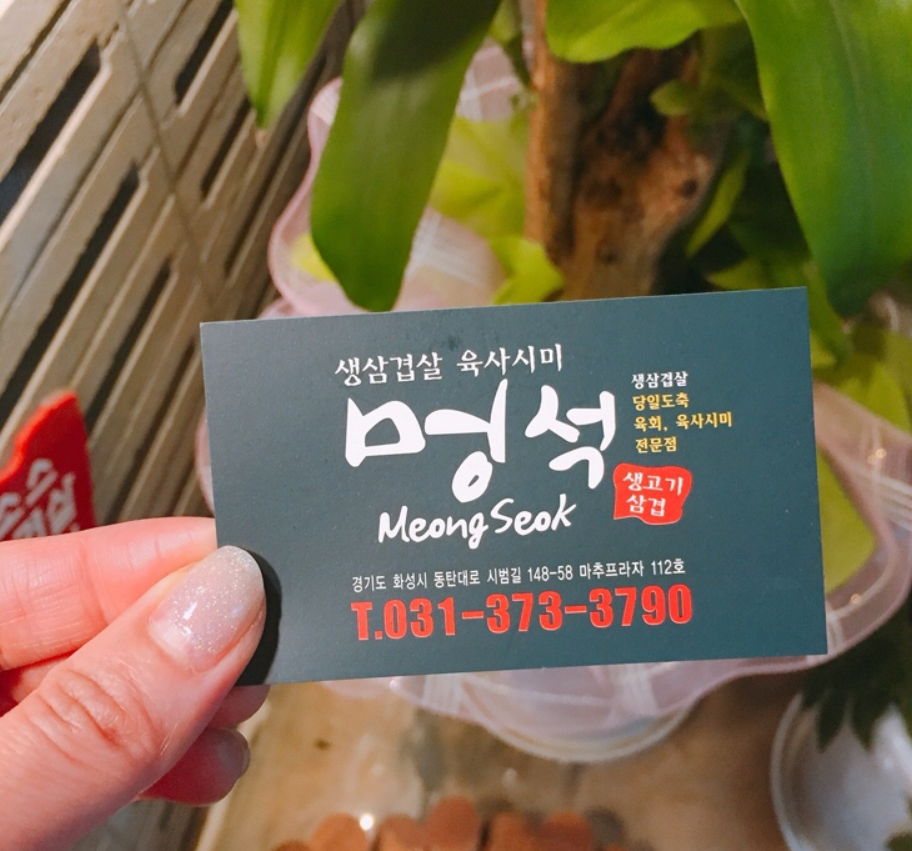 생삼겹살 육사시미
멍석
MeongSeok
생삼겹살
당일도축
육회, 육사시미
전문점
생고기
삼겹
경기도 화성시 동탄대로 시범길 148-58 마추프라자 112호
T.031-373-3790